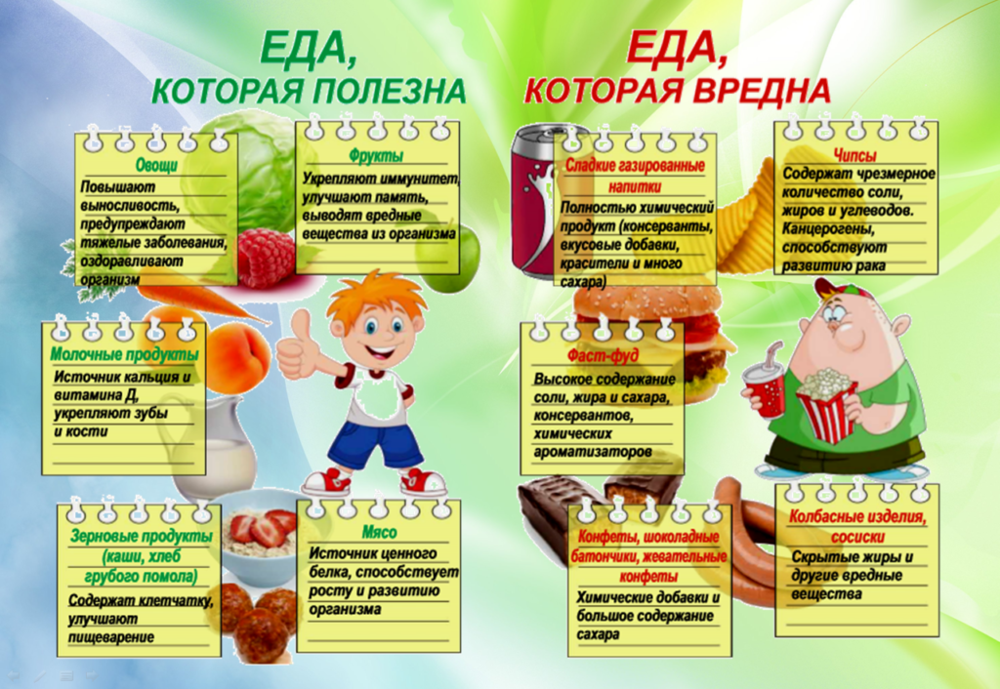 ЕДА,
КОТОРАЯ ПОЛЕЗНА
Овощи
Повышают
выносливость,
предупреждают
тяжелые заболевания,
оздоравливают
организм
Фрукты
Укрепляют иммунитет,
улучшают память,
выводят вредные
вещества из организма
Молочные продукты
Источник кальция и
витамина Д,
укрепляют зубы
и кости
Зерновые продукты
(каши, хлеб
грубого помола)
Содержат клетчатку,
улучшают
пищеварение
Мясо
Источник ценного
белка, способствует
росту и развитию
организма
ЕДА,
КОТОРАЯ ВРЕДНА
Сладкие газированные
напитки
Полностью химический
продукт (консерванты,
вкусовые добавки,
красители и много
сахара)
Чипсы
Содержат чрезмерное
количество соли,
жиров и углеводов.
Канцерогены,
способствуют
развитию рака
Фаст-фуд
Высокое содержание
соли, жира и сахара,
консервантов,
химических
ароматизаторов
Конфеты, шоколадные
батончики, жевательные
конфеты
Химические добавки и
большое содержание
сахара
Колбасные изделия,
сосиски
Скрытые жиры и
другие вредные
вещества